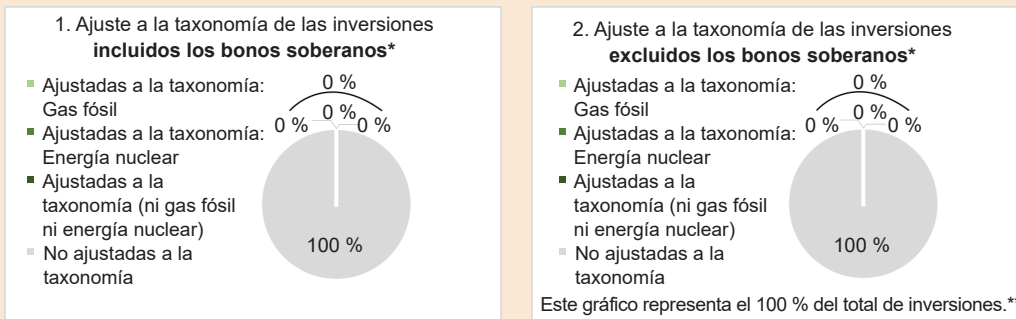 1. Ajuste a la taxonomía de las inversiones
incluidos los bonos soberanos*
Ajustadas a la taxonomía:
Gas fósil
Ajustadas a la taxonomía:
Energía nuclear
Ajustadas a la
taxonomía (ni gas fósil
ni energía nuclear)
No ajustadas a la
taxonomía
0 %
0 %
0 %
0 %
100 %
2. Ajuste a la taxonomía de las inversiones
excluidos los bonos soberanos*
Ajustadas a la taxonomía:
Gas fósil
Ajustadas a la taxonomía:
Energía nuclear
Ajustadas a la
taxonomía (ni gas fósil
ni energía nuclear)
No ajustadas a la
taxonomía
0 %
0 %
0 %
0 %
100 %
Este gráfico representa el 100 % del total de inversiones.**